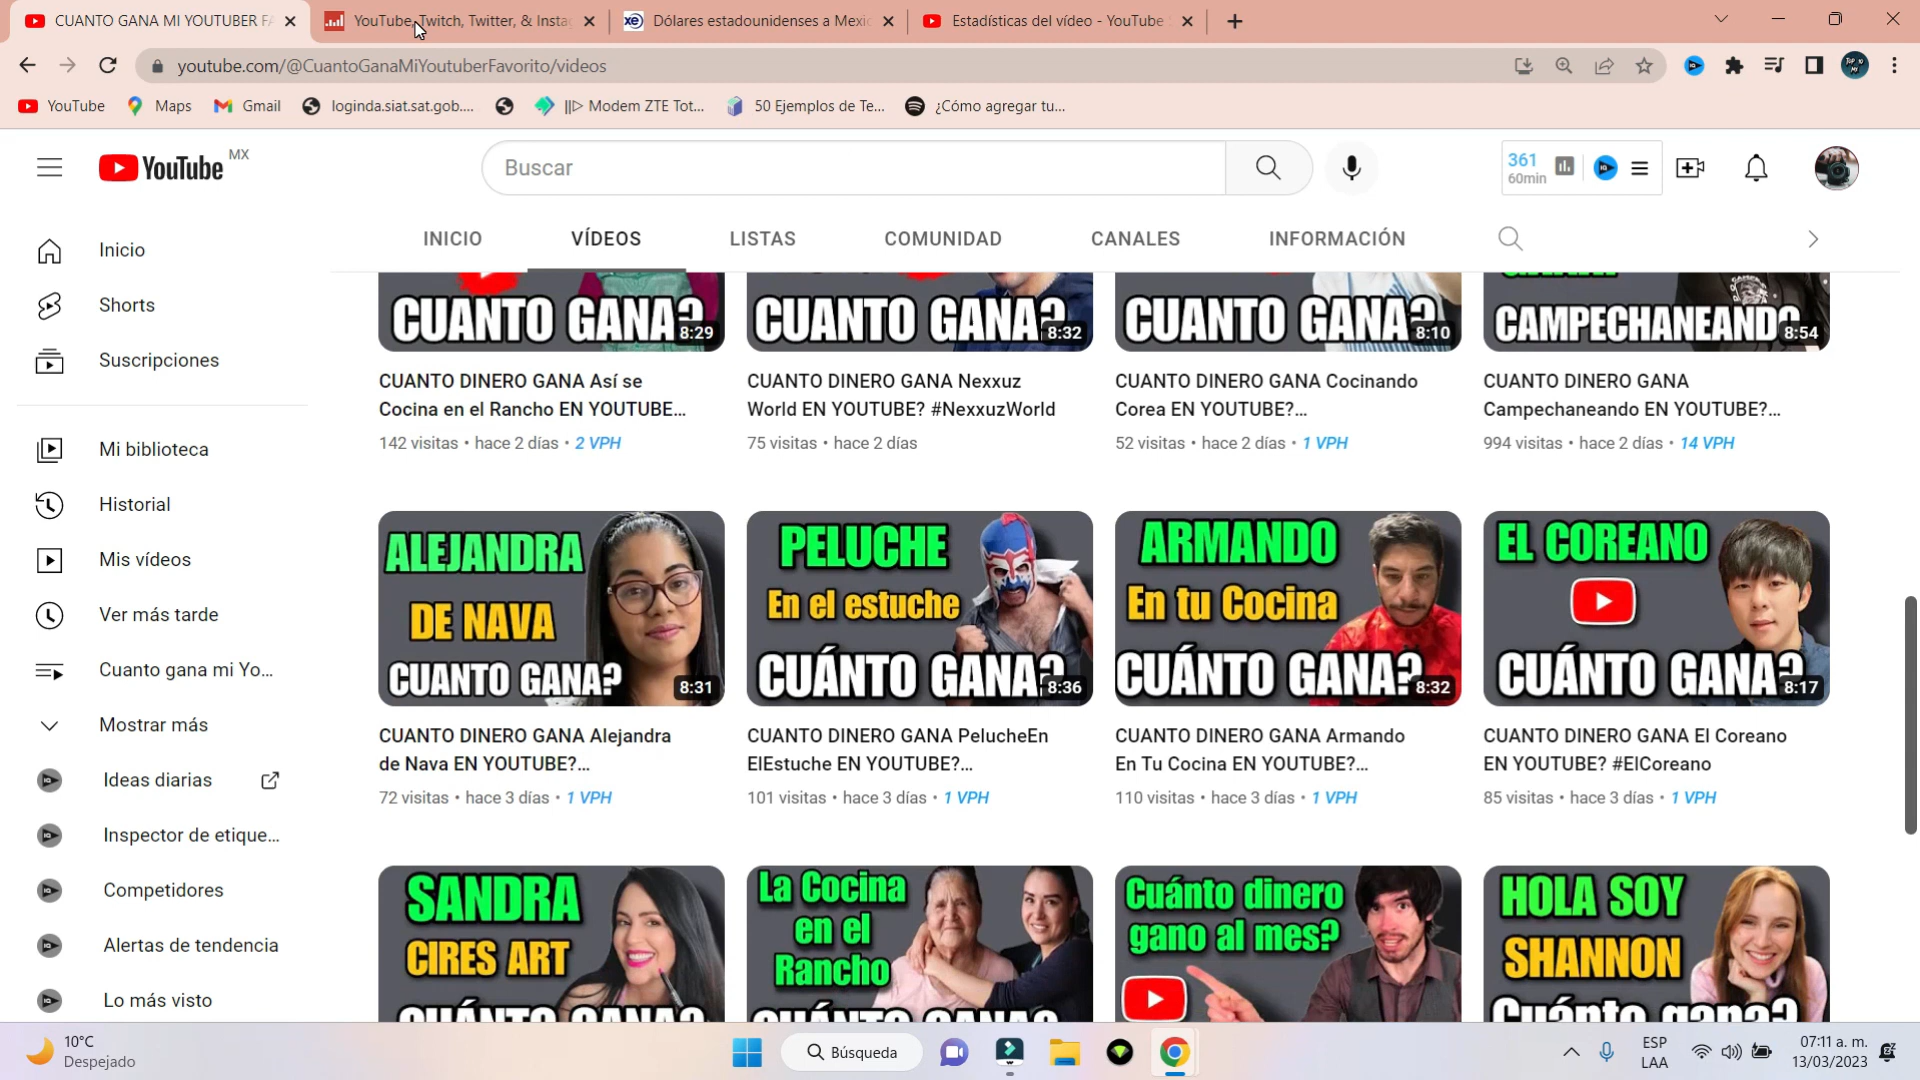 CUANTO GANA MI YOUTUBER FA
YouTube, Twitch, Twitter, & Insta
xe Dólares estadounidenses a Mexic
Estadísticas del vídeo - YouTube
youtube.com/@CuantoGanaMiYoutuberFavorito/videos
YouTube
Maps
Gmail
loginda.siat.sat.gob....
||▷ Modem ZTE Tot...
50 Ejemplos de Te...
¿Cómo agregar tu...
YouTube MX
Buscar
361
60min
INICIO
VÍDEOS
LISTAS
COMUNIDAD
CANALES
INFORMACIÓN
Inicio
Shorts
Suscripciones
Mi biblioteca
Historial
Mis vídeos
Ver más tarde
Cuanto gana mi Yo...
Mostrar más
Ideas diarias
Inspector de etique...
Competidores
Alertas de tendencia
Lo más visto
CUANTO GANA?
8:29
CUANTO DINERO GANA Así se
Cocina en el Rancho EN YOUTUBE...
142 visitas • hace 2 días • 2 VPH
CUANTO GANA?
8:32
CUANTO DINERO GANA Nexxuz
World EN YOUTUBE? #NexxuzWorld
75 visitas • hace 2 días
CUANTO GANA?
8:10
CUANTO DINERO GANA Cocinando
Corea EN YOUTUBE?...
52 visitas • hace 2 días • 1 VPH
CAMPECHANEANDO
8:54
CUANTO DINERO GANA
Campechaneando EN YOUTUBE?...
994 visitas • hace 2 días • 14 VPH
ALEJANDRA
DE NAVA
CUANTO GANA?
8:31
CUANTO DINERO GANA Alejandra
de Nava EN YOUTUBE?...
72 visitas • hace 3 días • 1 VPH
PELUCHE
En el estuche
CUÁNTO GANA?
8:36
CUANTO DINERO GANA PelucheEn
ElEstuche EN YOUTUBE?...
101 visitas • hace 3 días • 1 VPH
ARMANDO
En tu Cocina
CUÁNTO GANA?
8:32
CUANTO DINERO GANA Armando
En Tu Cocina EN YOUTUBE?...
110 visitas • hace 3 días • 1 VPH
EL COREANO
CUÁNTO GANA?
8:17
CUANTO DINERO GANA El Coreano
EN YOUTUBE? #ElCoreano
85 visitas • hace 3 días • 1 VPH
SANDRA
CIRES ART
CUÁNTO GANA?
La Cocina
en el
Rancho
CUÁNTO GANA?
Cuánto dinero
gano al mes?
HOLA SOY
SHANNON
Cuánto gana?
10°C
Despejado
Búsqueda
ESP
LAA
07:11 a. m.
13/03/2023